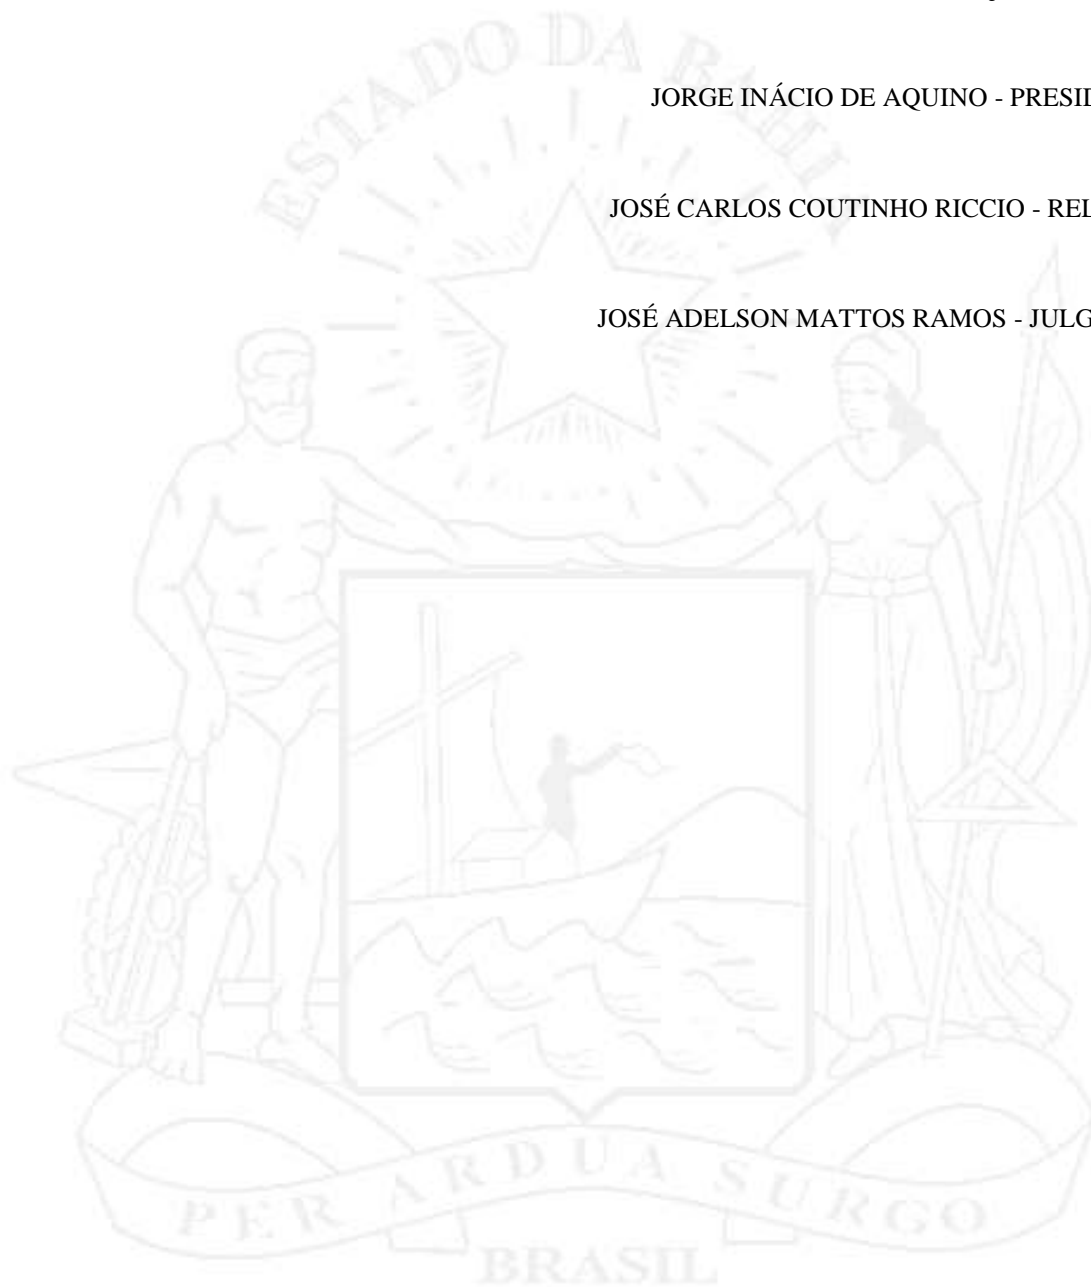 ESTADO DA BAHIA
JORGE INÁCIO DE AQUINO - PRESI
JOSÉ CARLOS COUTINHO RICCIO - REL
JOSÉ ADELSON MATTOS RAMOS - JULG
PER ARDUA SURGO
BRASIL